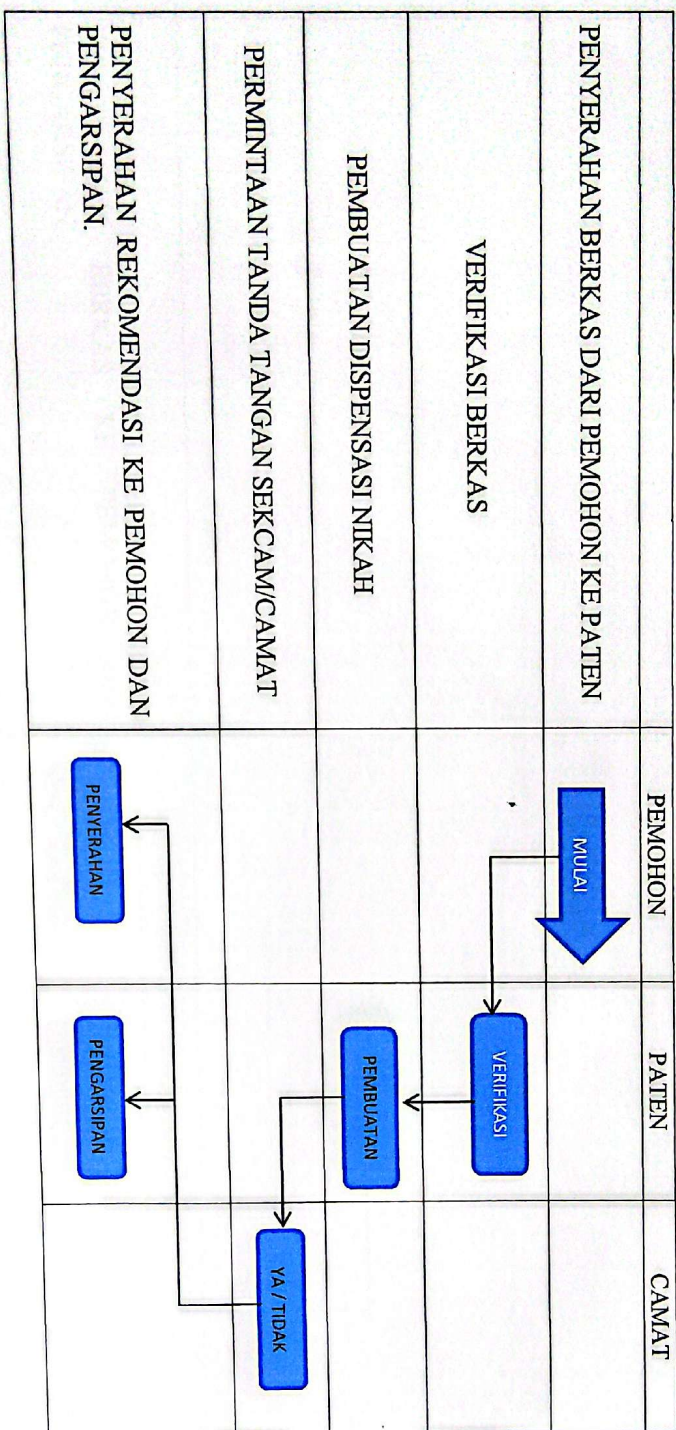 PEMOHON PATEN CAMAT
PENYERAHAN BERKAS DARI PEMOHON KE PATEN
MULAI
VERIFIKASI BERKAS
VERIFIKASI
PEMBUATAN DISPENSASI NIKAH
PEMBUATAN
PERMINTAAN TANDA TANGAN SEKCAM/CAMAT
YA / TIDAK
PENYERAHAN REKOMENDASI KE PEMOHON DAN
PENGARSIPAN.
PENYERAHAN
PENGARSIPAN